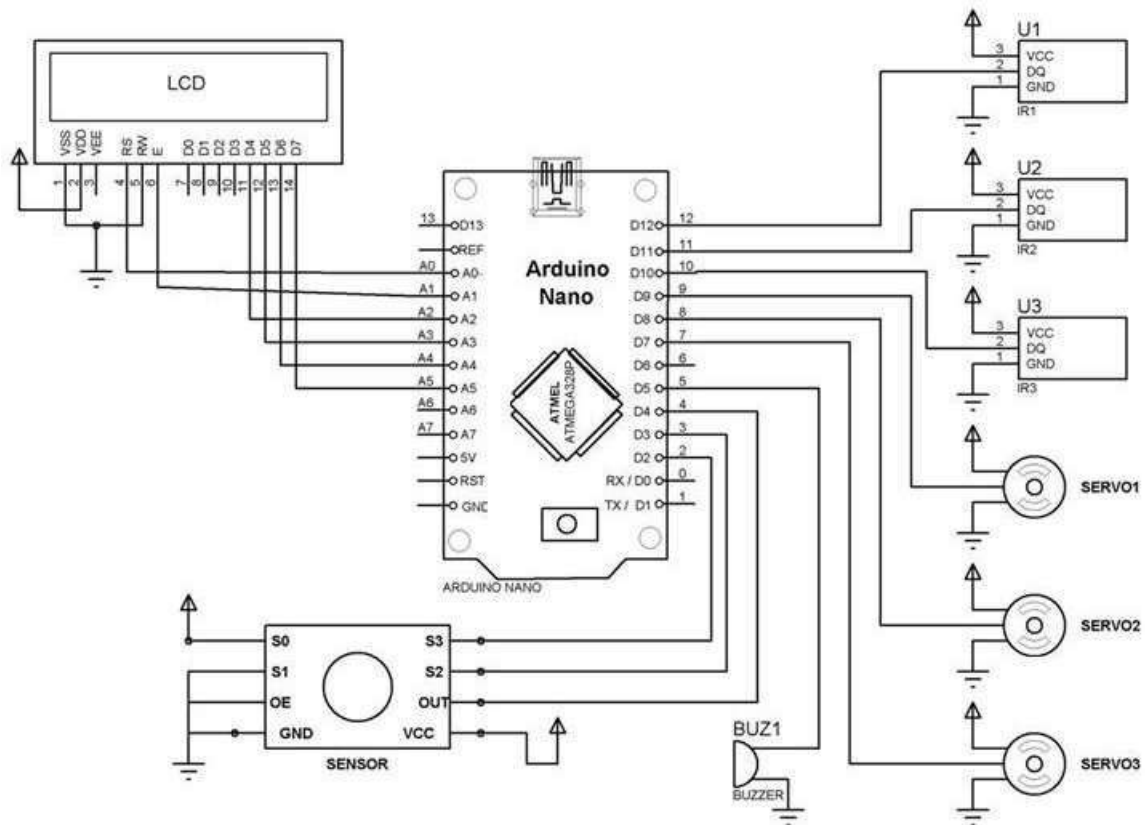 LCD
VSS
VDD
VEE
RS
RW
E
D0
D1
D2
D3
D4
D5
D6
D7
1
2
3
4
5
6
7
8
9
10
11
12
13
14
13 D13
REF
A0 A0
A1 A1
A2 A2
A3 A3
A4 A4
A5 A5
A6 A6
A7 A7
5V
RST
GND
Arduino
Nano
ATMEL
ATMEGA328P
D12 12
D11 11
D10 10
D9 9
D8 8
D7 7
D6 6
D5 5
D4 4
D3 3
D2 2
RX / D0 0
TX / D1 1
ARDUINO NANO
U1
3 VCC
2 DQ
1 GND
IR1
U2
3 VCC
2 DQ
1 GND
IR2
U3
3 VCC
2 DQ
1 GND
IR3
SERVO1
SERVO2
SERVO3
S0 S3
S1 S2
OE OUT
GND VCC
SENSOR
BUZ1
BUZZER